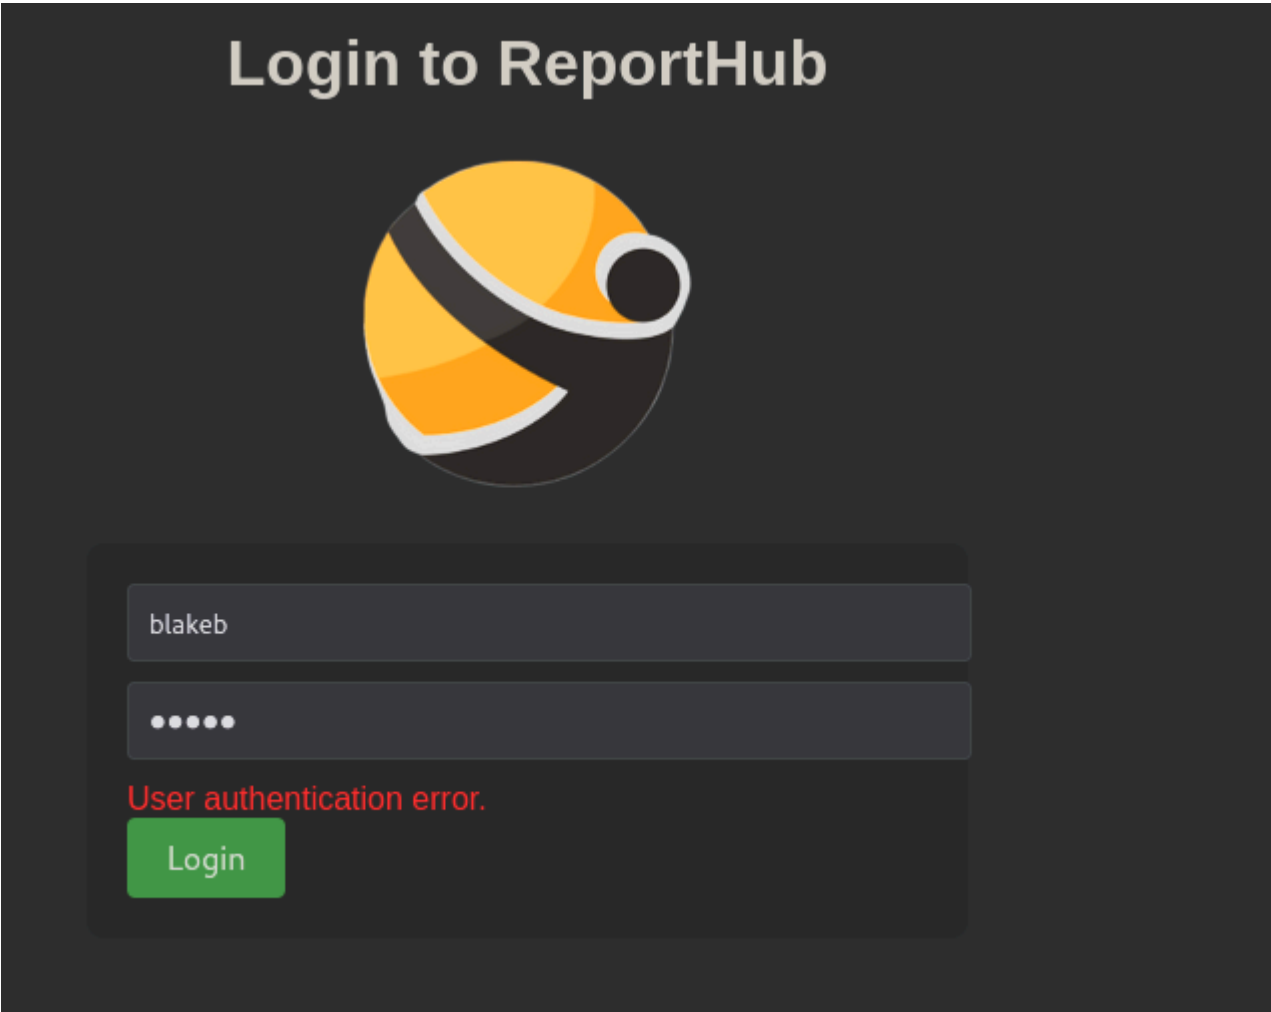 Login to ReportHub
blakeb
●●●●●
User authentication error.
Login